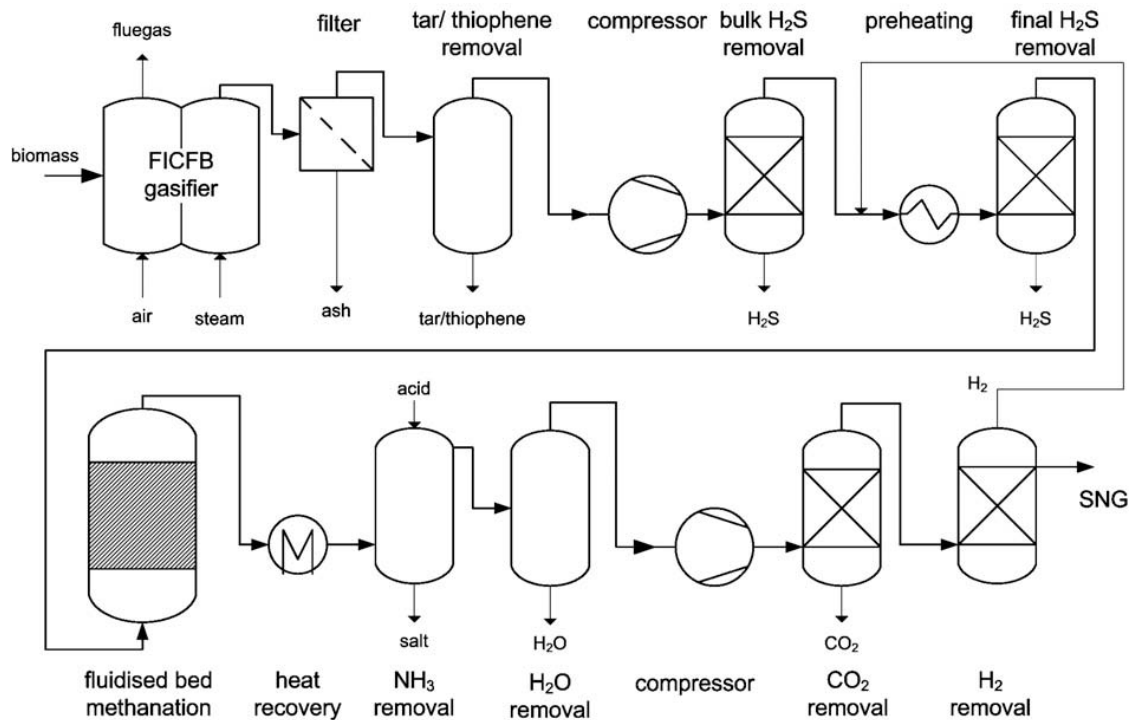 fluegas
filter
tar/ thiophene
removal
compressor
bulk H₂S
removal
preheating
final H₂S
removal
biomass
FICFB
gasifier
air
steam
ash
tar/thiophene
H₂S
H₂S
acid
H₂
SNG
salt
H₂O
CO₂
fluidised bed
methanation
heat
recovery
NH₃
removal
H₂O
removal
compressor
CO₂
removal
H₂
removal